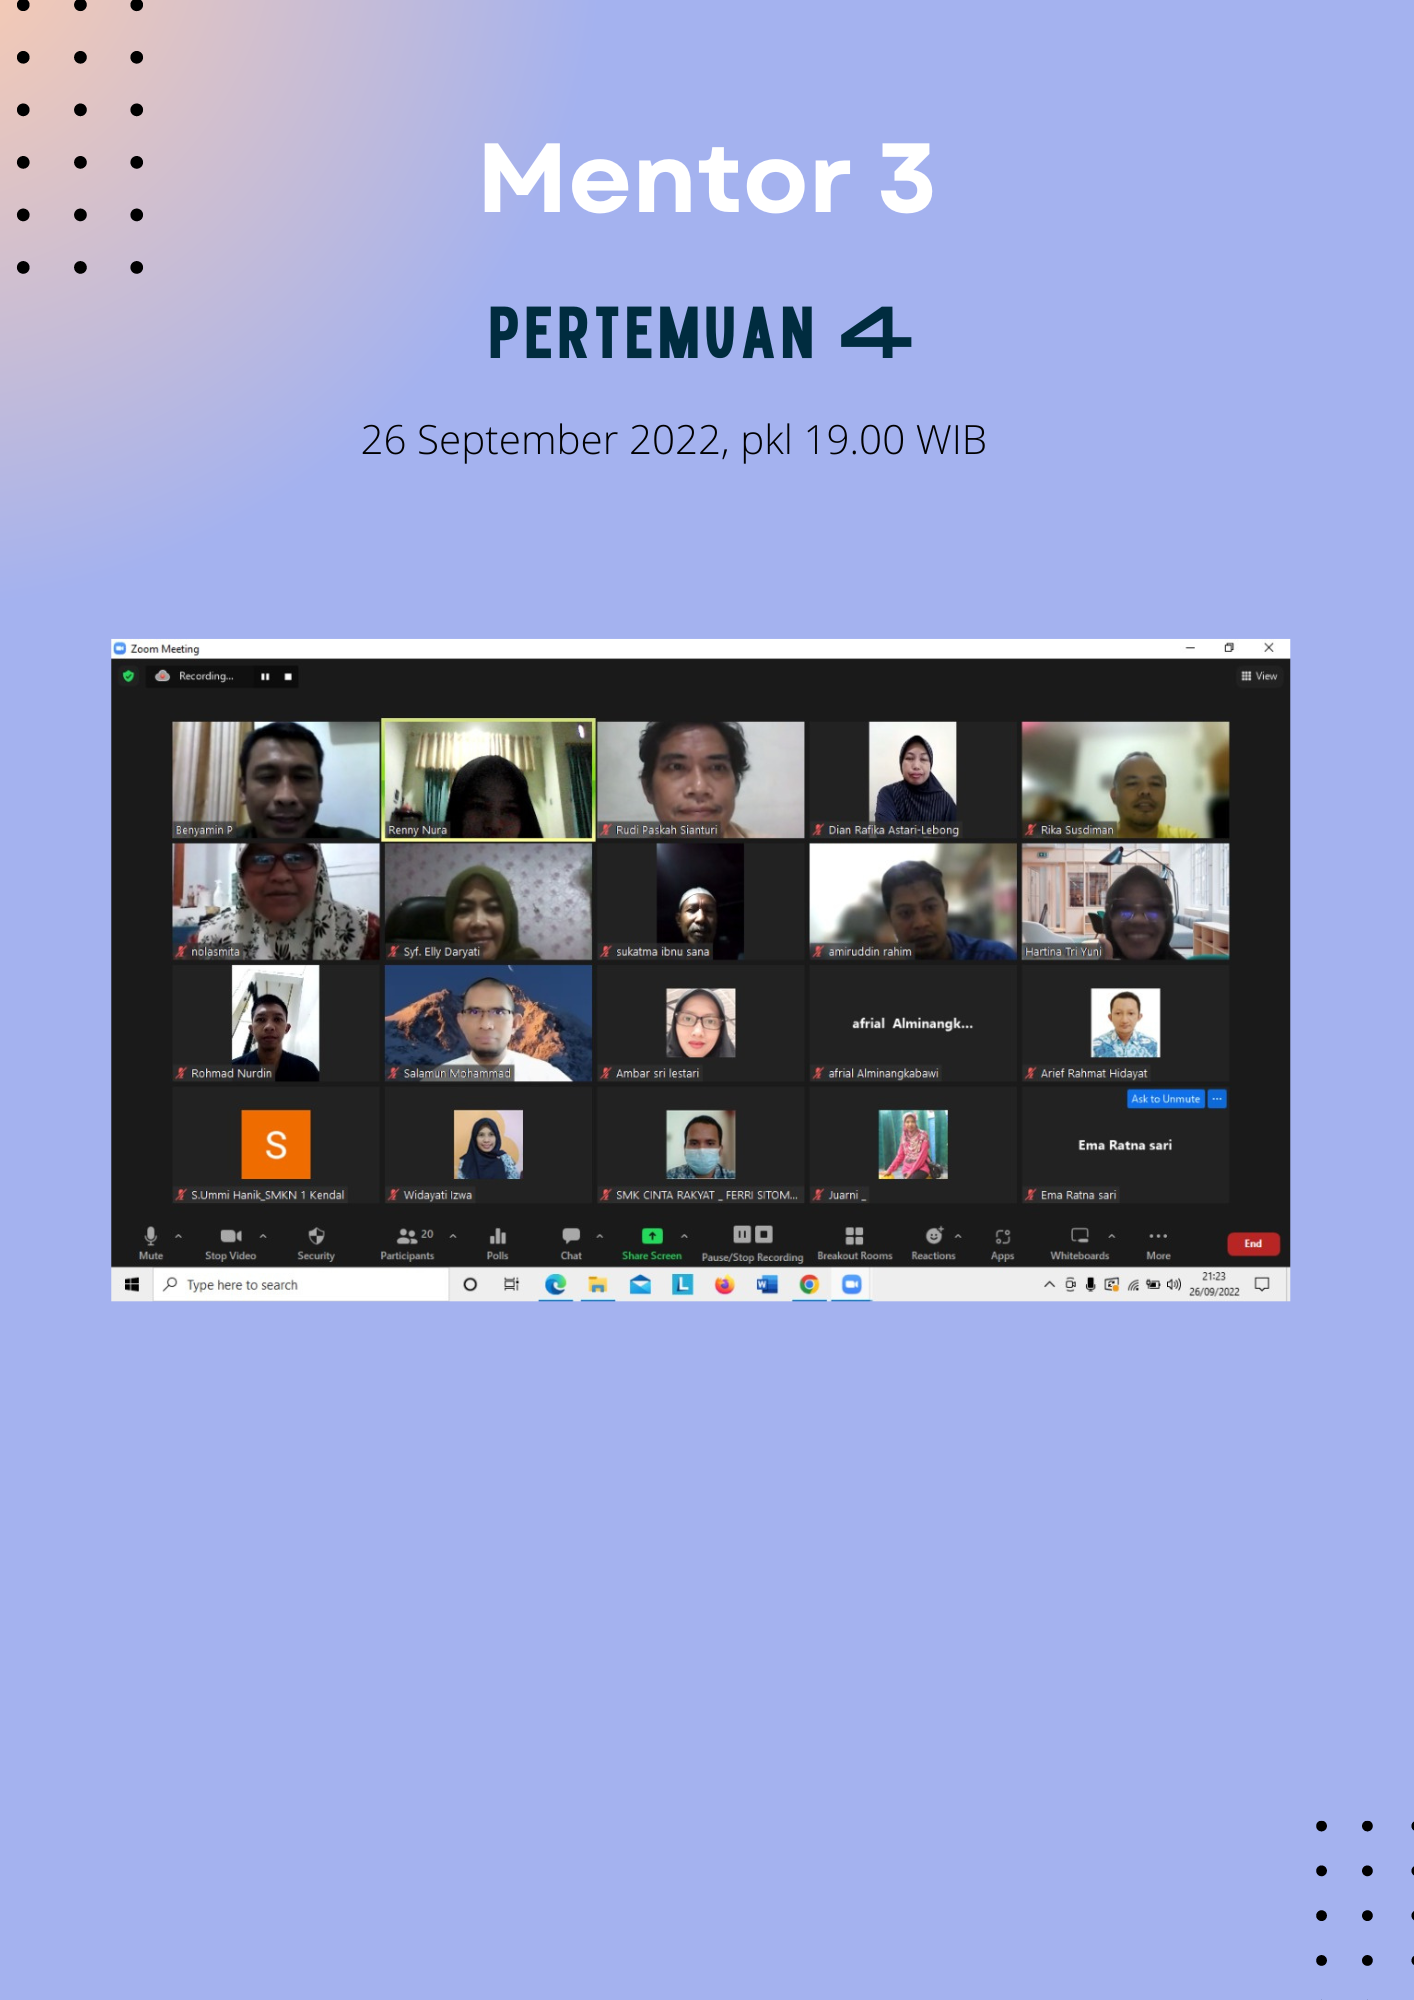 Mentor 3
PERTEMUAN 4
26 September 2022, pkl 19.00 WIB
Zoom Meeting
Recording...
View
Benyamin P
Renny Nura
Rudi Paskah Sianturi
Dian Rafika Astari-Lebong
Rika Susdiman
nolasmita
Syf. Elly Daryati
sukatma ibnu sana
amiruddin rahim
Hartina Tri Yuni
Rohmad Nurdin
Salamun Mohammad
Ambar sri lestari
afrial Alminangk...
afrial Alminangkabawi
Arief Rahmat Hidayat
S
S.Ummi Hanik_SMKN 1 Kendal
Widayati Izwa
SMK CINTA RAKYAT _ FERRI SITOM...
Juarni _
Ask to Unmute ...
Ema Ratna sari
Ema Ratna sari
Mute
Stop Video
Security
20
Participants
Polls
Chat
Share Screen
Pause/Stop Recording
Breakout Rooms
Reactions
Apps
Whiteboards
More
End
Type here to search
L
W
21:23
26/09/2022